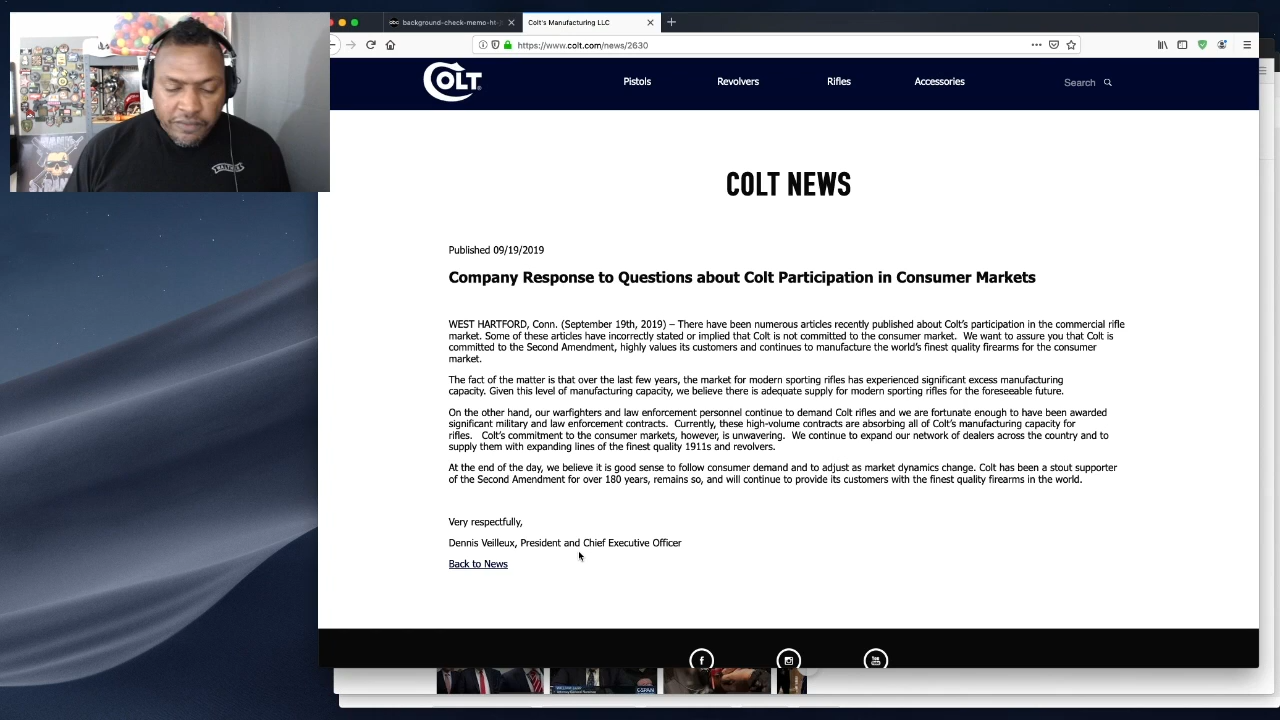 background-check-memo-ht-
Colt's Manufacturing LLC
https://www.colt.com/news/2630
COLT
Pistols
Revolvers
Rifles
Accessories
Search
COLT NEWS
Published 09/19/2019
Company Response to Questions about Colt Participation in Consumer Markets
WEST HARTFORD, Conn. (September 19th, 2019) – There have been numerous articles recently published about Colt's participation in the commercial rifle
market. Some of these articles have incorrectly stated or implied that Colt is not committed to the consumer market.  We want to assure you that Colt is
committed to the Second Amendment, highly values its customers and continues to manufacture the world's finest quality firearms for the consumer
market.
The fact of the matter is that over the last few years, the market for modern sporting rifles has experienced significant excess manufacturing
capacity. Given this level of manufacturing capacity, we believe there is adequate supply for modern sporting rifles for the foreseeable future.
On the other hand, our warfighters and law enforcement personnel continue to demand Colt rifles and we are fortunate enough to have been awarded
significant military and law enforcement contracts.  Currently, these high-volume contracts are absorbing all of Colt's manufacturing capacity for
rifles.   Colt's commitment to the consumer markets, however, is unwavering.  We continue to expand our network of dealers across the country and to
supply them with expanding lines of the finest quality 1911s and revolvers.
At the end of the day, we believe it is good sense to follow consumer demand and to adjust as market dynamics change. Colt has been a stout supporter
of the Second Amendment for over 180 years, remains so, and will continue to provide its customers with the finest quality firearms in the world.
Very respectfully,
Dennis Veilleux, President and Chief Executive Officer
Back to News
C-SPAN